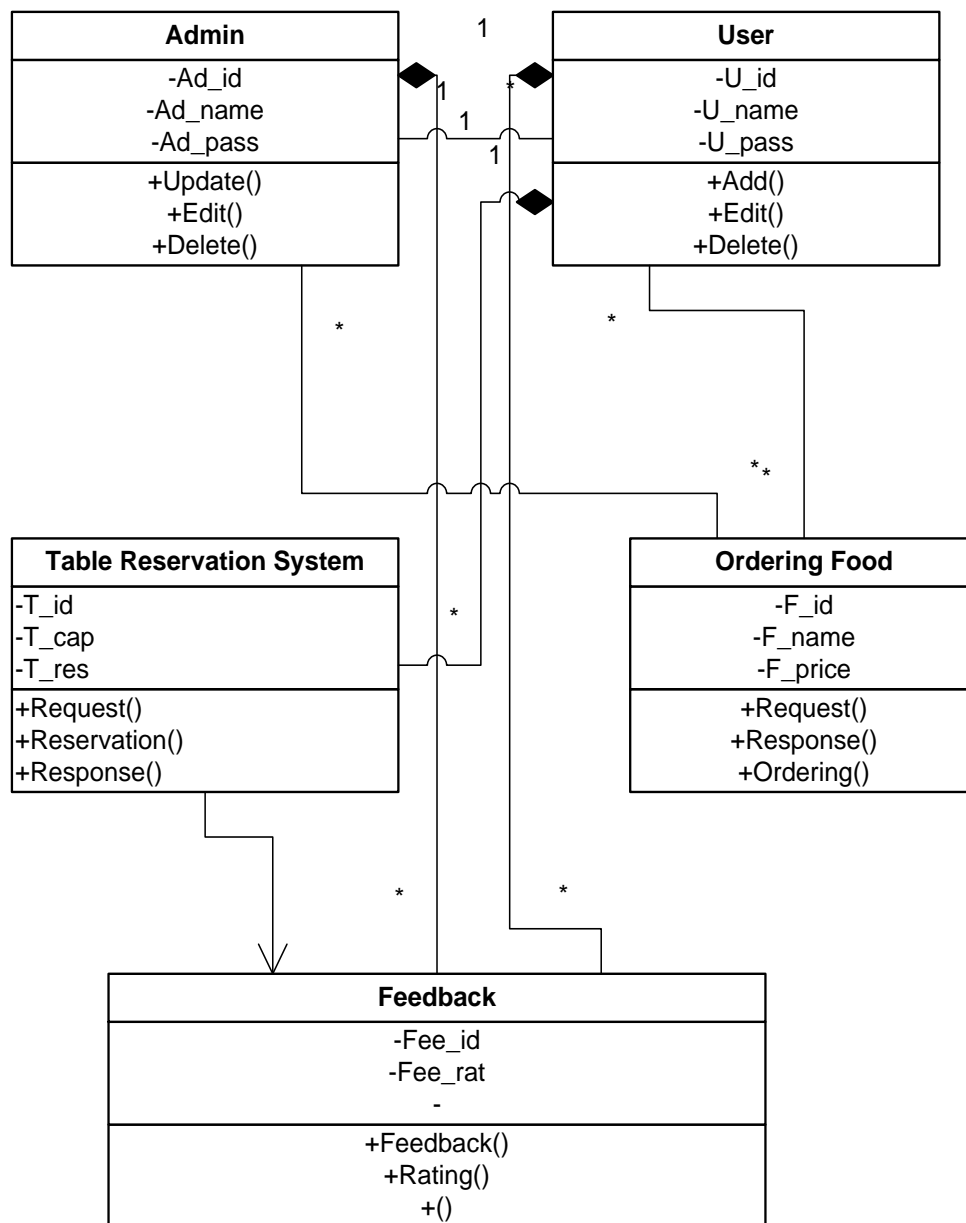 Admin
-Ad_id
-Ad_name
-Ad_pass
+Update()
+Edit()
+Delete()
1
1
*
1
1
User
-U_id
-U_name
-U_pass
+Add()
+Edit()
+Delete()
*
*
*
*
Table Reservation System
-T_id
-T_cap
-T_res
+Request()
+Reservation()
+Response()
*
Ordering Food
-F_id
-F_name
-F_price
+Request()
+Response()
+Ordering()
*
*
Feedback
-Fee_id
-Fee_rat
-
+Feedback()
+Rating()
+()